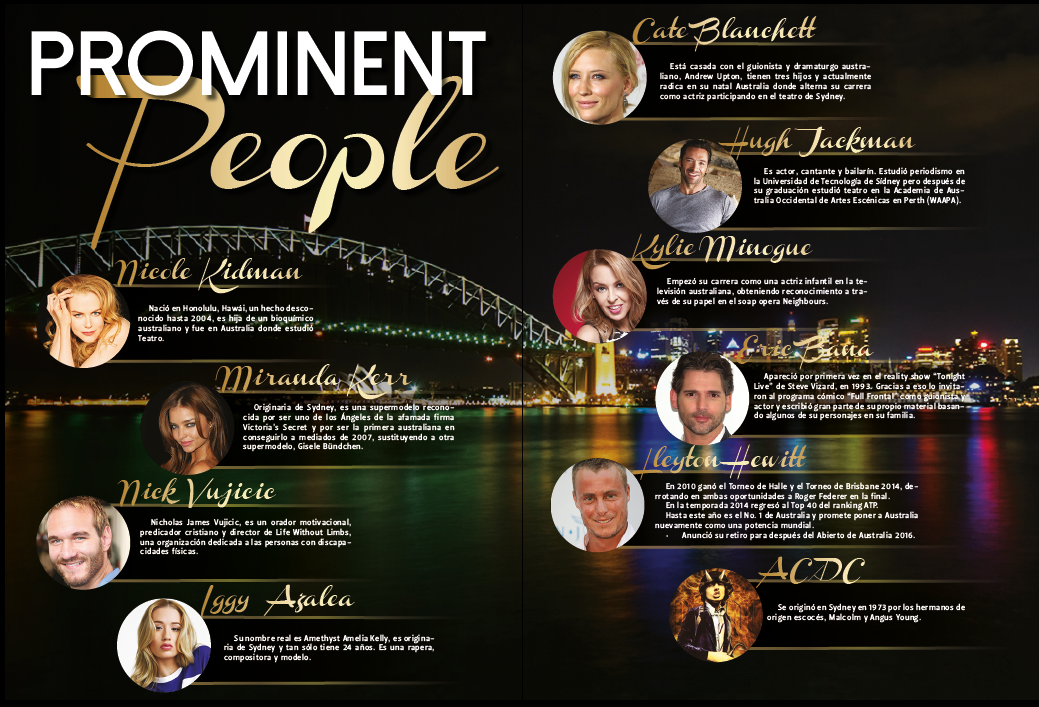 PROMINENT
People
Nicole Kidman
Nació en Honolulu, Hawái, un hecho desco-
nocido hasta 2004, es hija de un bioquímico
australiano y fue en Australia donde estudió
Teatro.
Miranda Kerr
Originaria de Sydney, es una supermodelo recono-
cida por ser uno de los Ángeles de la afamada firma
Victoria's Secret y por ser la primera australiana en
conseguirlo a mediados de 2007, sustituyendo a otra
supermodelo, Gisele Bündchen.
Nick Vujicic
Nicholas James Vujicic, es un orador motivacional,
predicador cristiano y director de Life Without Limbs,
una organización dedicada a las personas con discapa-
cidades físicas.
Iggy Azalea
Su nombre real es Amethyst Amelia Kelly, es origina-
ria de Sydney y tan sólo tiene 24 años. Es una rapera,
compositora y modelo.
Cate Blanchett
Está casada con el guionista y dramaturgo austra-
liano, Andrew Upton, tienen tres hijos y actualmente
radica en su natal Australia donde alterna su carrera
como actriz participando en el teatro de Sydney.
Hugh Jackman
Es actor, cantante y bailarín. Estudió periodismo en
la Universidad de Tecnología de Sídney pero después de
su graduación estudió teatro en la Academia de Aus-
tralia Occidental de Artes Escénicas en Perth (WAAPA).
Kylie Minogue
Empezó su carrera como una actriz infantil en la te-
levisión australiana, obteniendo reconocimiento a tra-
vés de su papel en el soap opera Neighbours.
Eric Bana
Apareció por primera vez en el reality show "Tonight
Live" de Steve Vizard, en 1993. Gracias a eso lo invita-
ron al programa cómico "Full Frontal" como guionista y
actor y escribió gran parte de su propio material basan-
do algunos de su personajes en su familia.
Lleyton Hewitt
En 2010 ganó el Torneo de Halle y el Torneo de Brisbane 2014, de-
rrotando en ambas oportunidades a Roger Federer en la final.
En la temporada 2014 regresó al Top 40 del ranking ATP.
Hasta este año es el No. 1 de Australia y promete poner a Australia
nuevamente como una potencia mundial.
· Anunció su retiro para después del Abierto de Australia 2016.
ACDC
Se originó en Sydney en 1973 por los hermanos de
origen escocés, Malcolm y Angus Young.